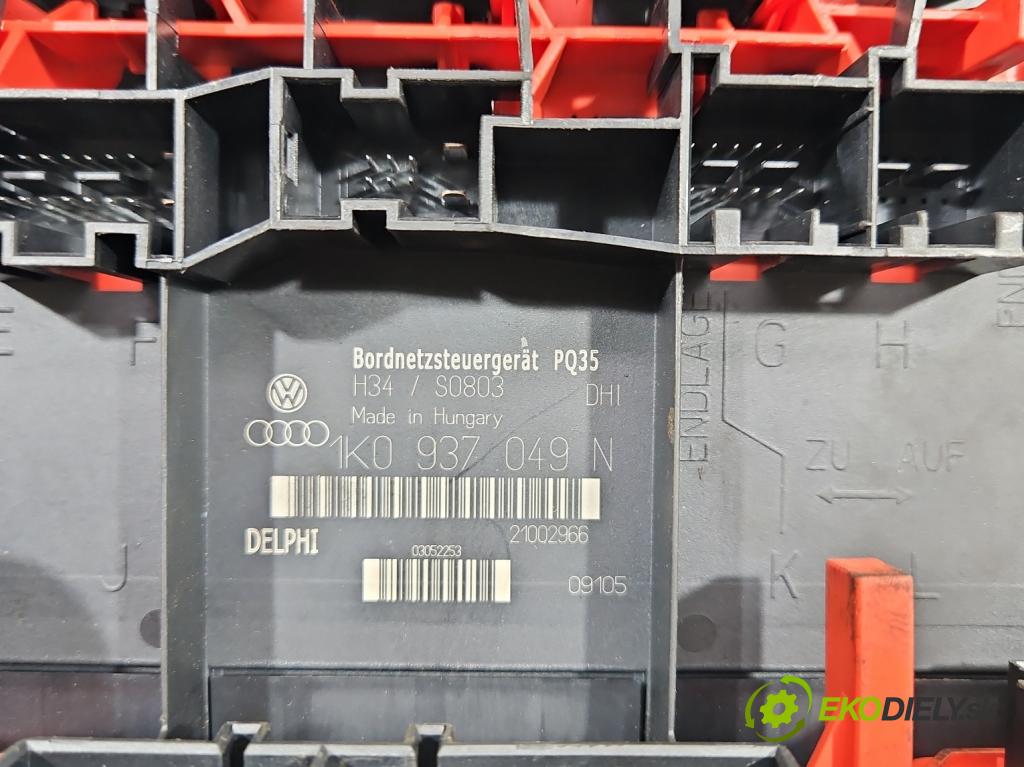 Bordnetzsteuergerät PQ35
H34 / S0803 DHI
Made in Hungary
1K0 937 049 N
DELPHI 21002966
03052253
09105
F
J
ENDLAGE
G H
ZU AUF
K L
EKODIELY.s